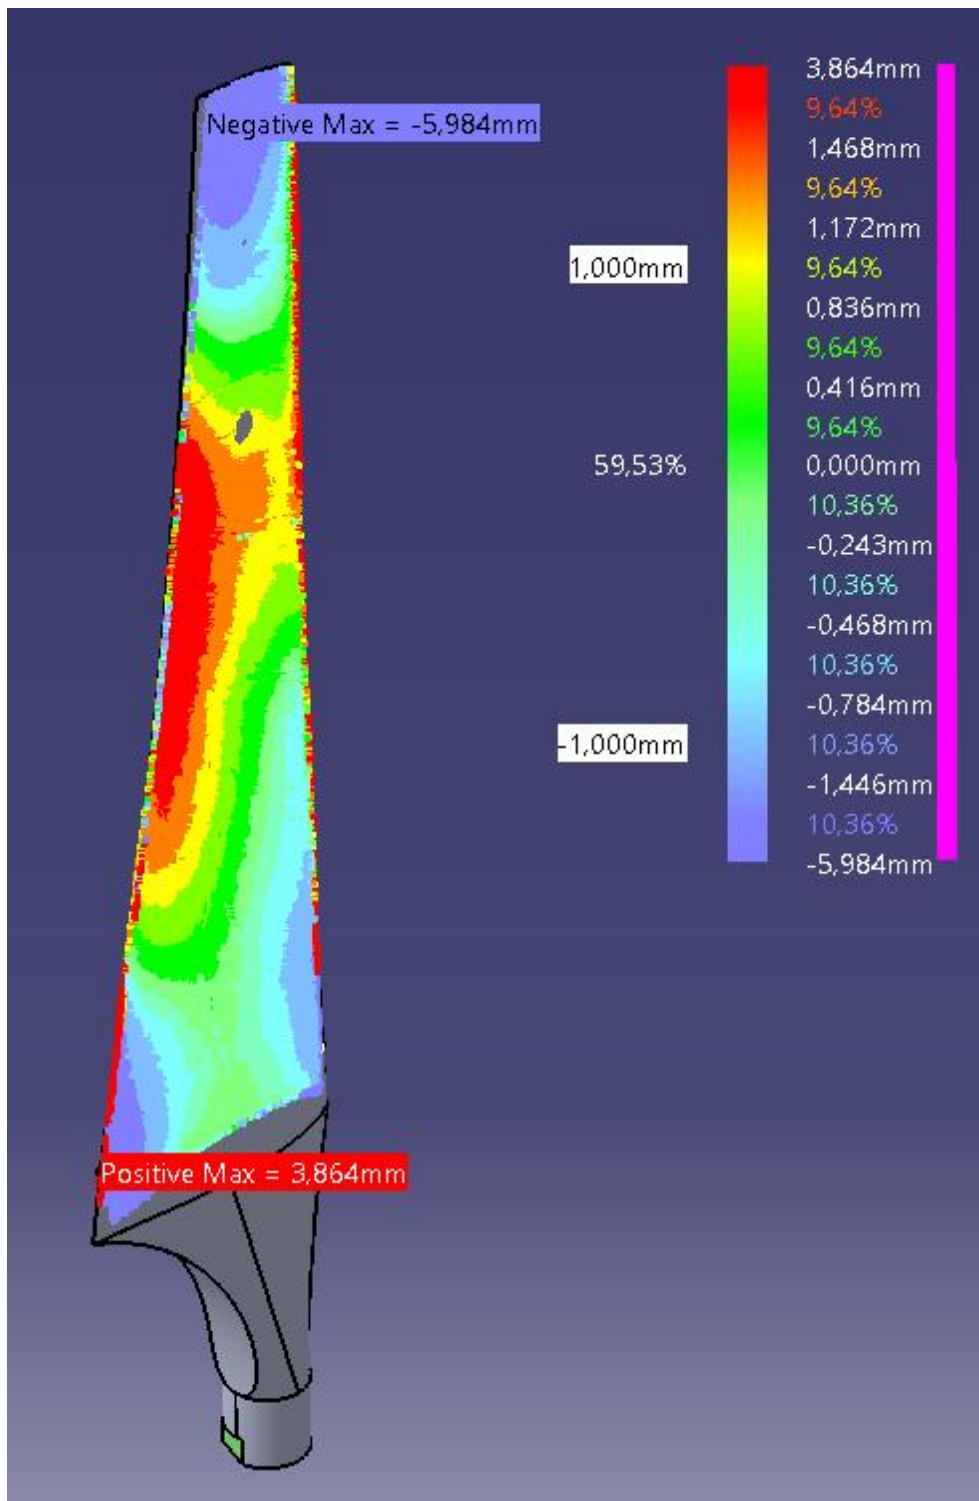 Negative Max = -5,984mm
Positive Max = 3,864mm
1,000mm
59,53%
-1,000mm
3,864mm
9,64%
1,468mm
9,64%
1,172mm
9,64%
0,836mm
9,64%
0,416mm
9,64%
0,000mm
10,36%
-0,243mm
10,36%
-0,468mm
10,36%
-0,784mm
10,36%
-1,446mm
10,36%
-5,984mm